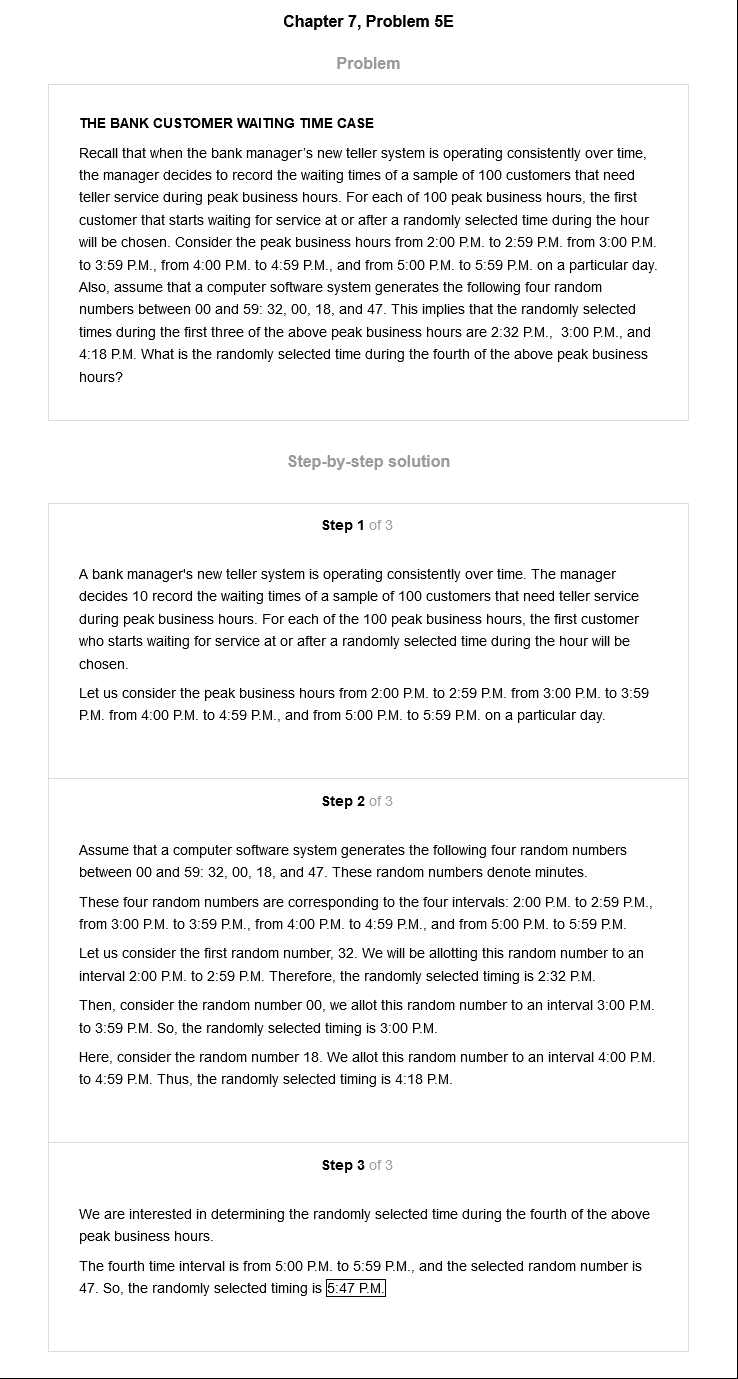 Chapter 7, Problem 5E
Problem
THE BANK CUSTOMER WAITING TIME CASE
Recall that when the bank manager's new teller system is operating consistently over time,
the manager decides to record the waiting times of a sample of 100 customers that need
teller service during peak business hours. For each of 100 peak business hours, the first
customer that starts waiting for service at or after a randomly selected time during the hour
will be chosen. Consider the peak business hours from 2:00 P.M. to 2:59 P.M. from 3:00 P.M.
to 3:59 P.M., from 4:00 P.M. to 4:59 P.M., and from 5:00 P.M. to 5:59 P.M. on a particular day.
Also, assume that a computer software system generates the following four random
numbers between 00 and 59: 32, 00, 18, and 47. This implies that the randomly selected
times during the first three of the above peak business hours are 2:32 P.M., 3:00 P.M., and
4:18 P.M. What is the randomly selected time during the fourth of the above peak business
hours?
Step-by-step solution
Step 1 of 3
A bank manager's new teller system is operating consistently over time. The manager
decides 10 record the waiting times of a sample of 100 customers that need teller service
during peak business hours. For each of the 100 peak business hours, the first customer
who starts waiting for service at or after a randomly selected time during the hour will be
chosen.
Let us consider the peak business hours from 2:00 P.M. to 2:59 P.M. from 3:00 P.M. to 3:59
P.M. from 4:00 P.M. to 4:59 P.M., and from 5:00 P.M. to 5:59 P.M. on a particular day.
Step 2 of 3
Assume that a computer software system generates the following four random numbers
between 00 and 59: 32, 00, 18, and 47. These random numbers denote minutes.
These four random numbers are corresponding to the four intervals: 2:00 P.M. to 2:59 P.M.,
from 3:00 P.M. to 3:59 P.M., from 4:00 P.M. to 4:59 P.M., and from 5:00 P.M. to 5:59 P.M.
Let us consider the first random number, 32. We will be allotting this random number to an
interval 2:00 P.M. to 2:59 P.M. Therefore, the randomly selected timing is 2:32 P.M.
Then, consider the random number 00, we allot this random number to an interval 3:00 P.M.
to 3:59 P.M. So, the randomly selected timing is 3:00 P.M.
Here, consider the random number 18. We allot this random number to an interval 4:00 P.M.
to 4:59 P.M. Thus, the randomly selected timing is 4:18 P.M.
Step 3 of 3
We are interested in determining the randomly selected time during the fourth of the above
peak business hours.
The fourth time interval is from 5:00 P.M. to 5:59 P.M., and the selected random number is
47. So, the randomly selected timing is 5:47 P.M.